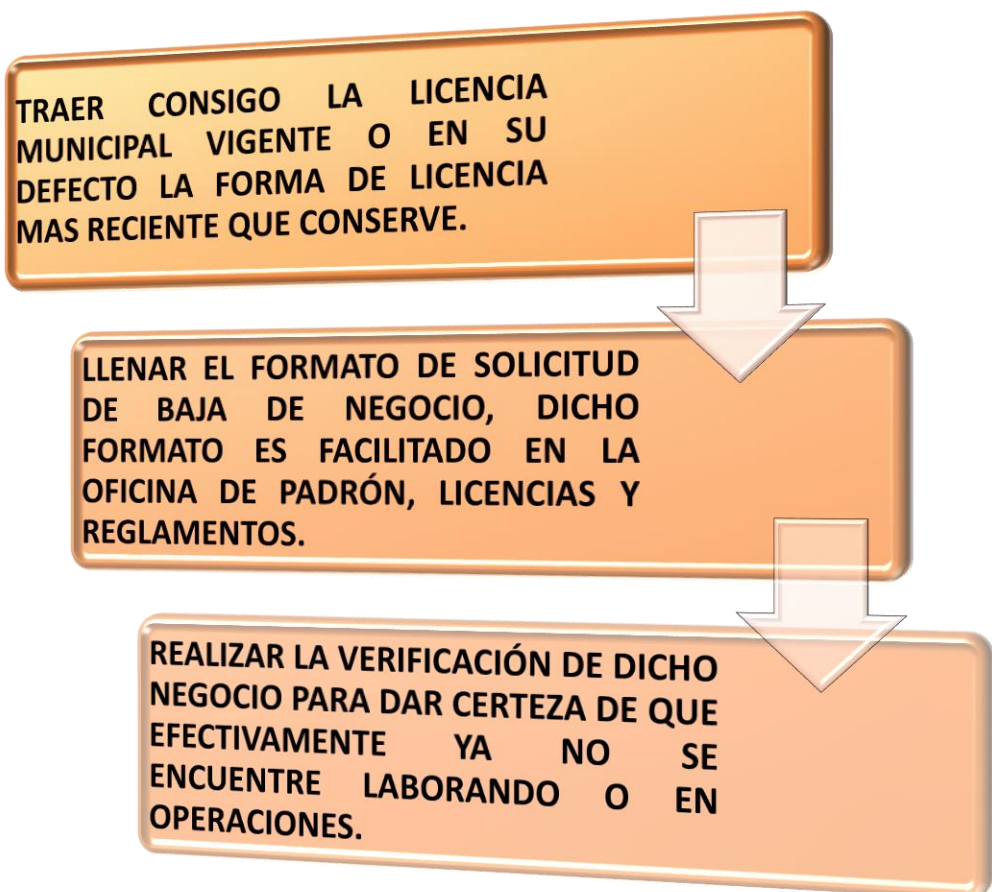 TRAER CONSIGO LA LICENCIA
MUNICIPAL VIGENTE O EN SU
DEFECTO LA FORMA DE LICENCIA
MAS RECIENTE QUE CONSERVE.
LLENAR EL FORMATO DE SOLICITUD
DE BAJA DE NEGOCIO, DICHO
FORMATO ES FACILITADO EN LA
OFICINA DE PADRÓN, LICENCIAS Y
REGLAMENTOS.
REALIZAR LA VERIFICACIÓN DE DICHO
NEGOCIO PARA DAR CERTEZA DE QUE
EFECTIVAMENTE YA NO SE
ENCUENTRE LABORANDO O EN
OPERACIONES.